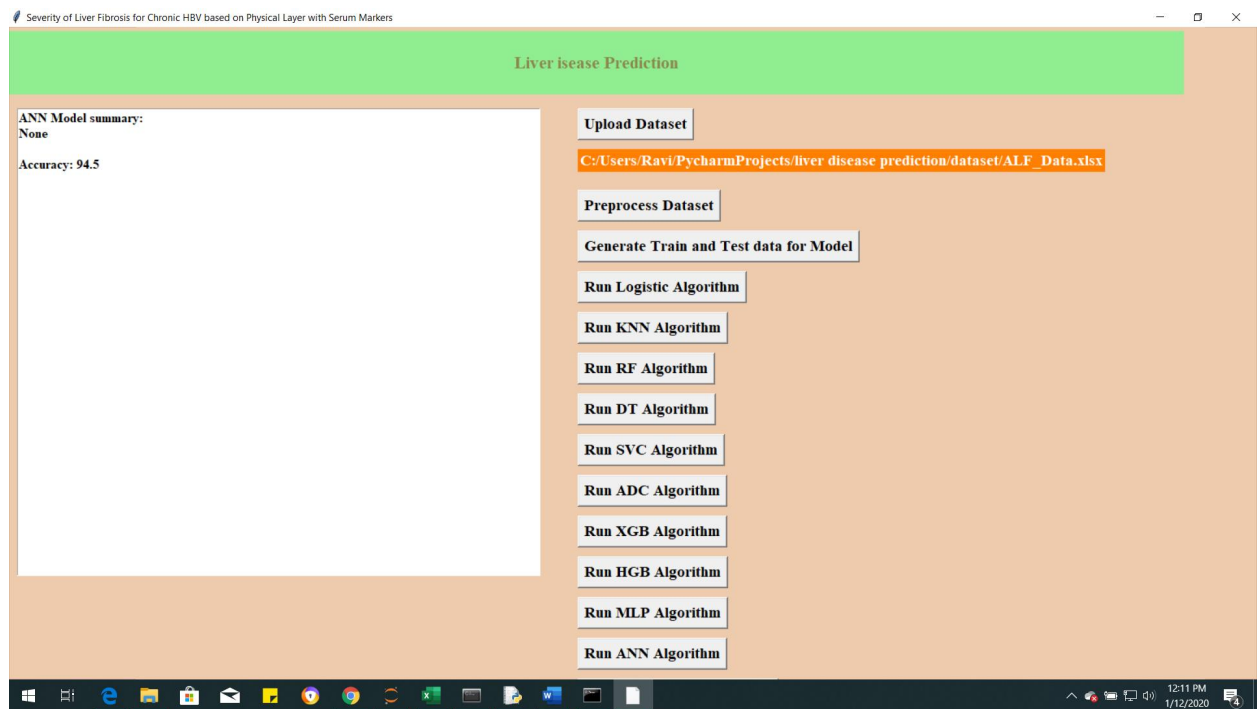 Severity of Liver Fibrosis for Chronic HBV based on Physical Layer with Serum Markers
Liver isease Prediction
ANN Model summary:
None
Accuracy: 94.5
Upload Dataset
C:/Users/Ravi/PycharmProjects/liver disease prediction/dataset/ALF_Data.xlsx
Preprocess Dataset
Generate Train and Test data for Model
Run Logistic Algorithm
Run KNN Algorithm
Run RF Algorithm
Run DT Algorithm
Run SVC Algorithm
Run ADC Algorithm
Run XGB Algorithm
Run HGB Algorithm
Run MLP Algorithm
Run ANN Algorithm
12:11 PM
1/12/2020
4